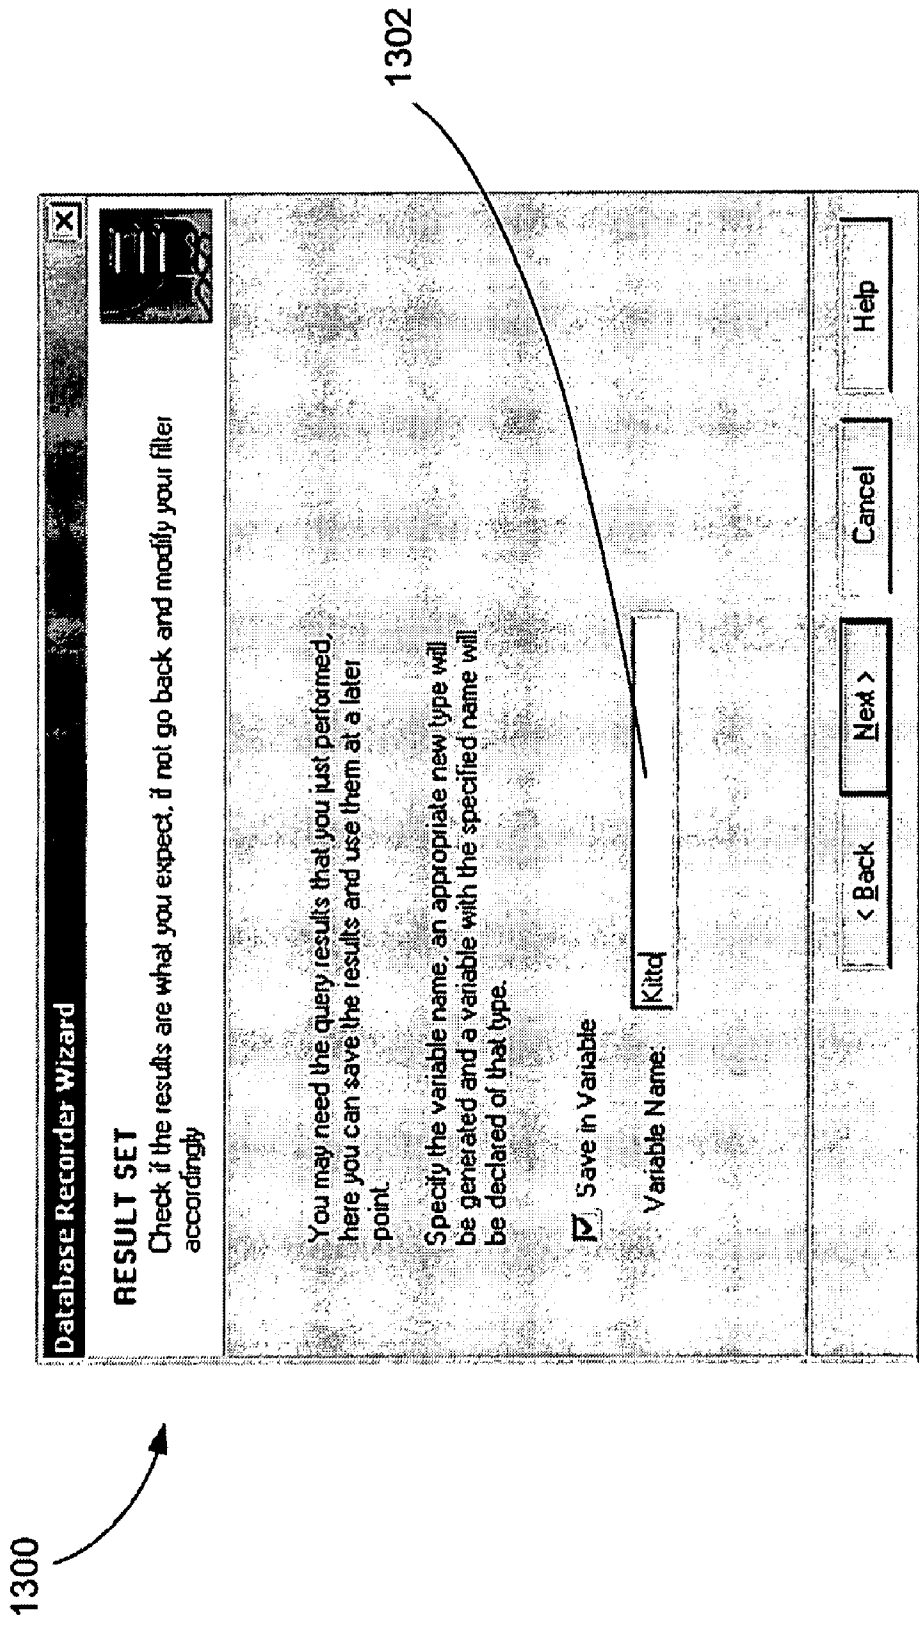 1300
1302
Database Recorder Wizard
RESULT SET
Check if the results are what you expect, if not go back and modify your filter
accordingly
You may need the query results that you just performed,
here you can save the results and use them at a later
point.
Specify the variable name, an appropriate new type will
be generated and a variable with the specified name will
be declared of that type.
Save in Variable
Variable Name:
Kitto
< Back
Next >
Cancel
Help